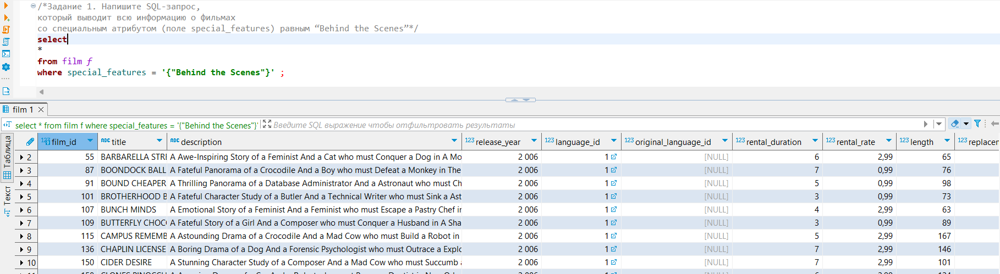 /*Задание 1. Напишите SQL-запрос,
который выводит всю информацию о фильмах
со специальным атрибутом (поле special_features) равным “Behind the Scenes”*/
select
*
from film f
where special_features = '{"Behind the Scenes"}' ;
film 1
select * from film f where special_features = '{"Behind the Scenes"}' Введите SQL выражение чтобы отфильтровать результаты
Таблица
Текст
123 film_id ABC title ABC description 123 release_year 123 language_id 123 original_language_id 123 rental_duration 123 rental_rate 123 length 123 replacen
2 55 BARBARELLA STRE A Awe-Inspiring Story of a Feminist And a Cat who must Conquer a Dog in A Mo 2 006 1 [NULL] 6 2,99 65
3 87 BOONDOCK BALL A Fateful Panorama of a Crocodile And a Boy who must Defeat a Monkey in The 2 006 1 [NULL] 7 0,99 76
4 91 BOUND CHEAPER A Thrilling Panorama of a Database Administrator And a Astronaut who must Ch 2 006 1 [NULL] 5 0,99 98
5 101 BROTHERHOOD B A Fateful Character Study of a Butler And a Technical Writer who must Sink a Ast 2 006 1 [NULL] 3 0,99 73
6 107 BUNCH MINDS A Emotional Story of a Feminist And a Feminist who must Escape a Pastry Chef in 2 006 1 [NULL] 4 2,99 63
7 109 BUTTERFLY CHOC A Fateful Story of a Girl And a Composer who must Conquer a Husband in A Sha 2 006 1 [NULL] 3 0,99 89
8 115 CAMPUS REMEMB A Astounding Drama of a Crocodile And a Mad Cow who must Build a Robot in 2 006 1 [NULL] 5 2,99 167
9 136 CHAPLIN LICENSE A Boring Drama of a Dog And a Forensic Psychologist who must Outrace a Explo 2 006 1 [NULL] 7 2,99 146
10 150 CIDER DESIRE A Stunning Character Study of a Composer And a Mad Cow who must Succumb a 2 006 1 [NULL] 7 2,99 101